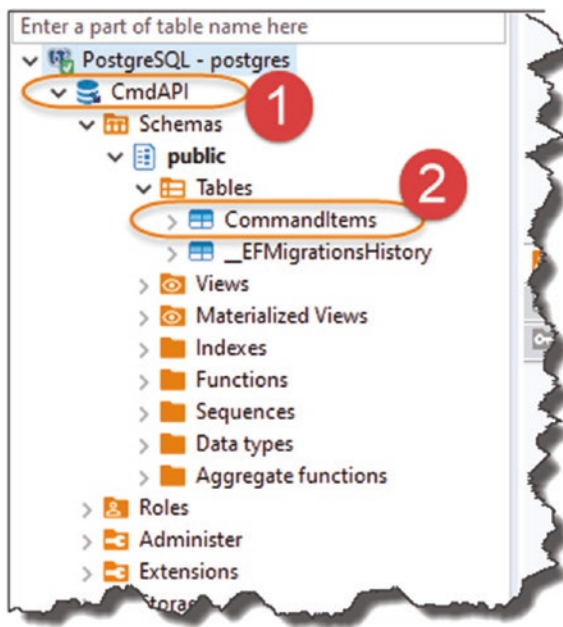 Enter a part of table name here
PostgreSQL - postgres
CmdAPI
1
Schemas
public
2
Tables
CommandItems
__EFMigrationsHistory
Views
Materialized Views
Indexes
Functions
Sequences
Data types
Aggregate functions
Roles
Administer
Extensions